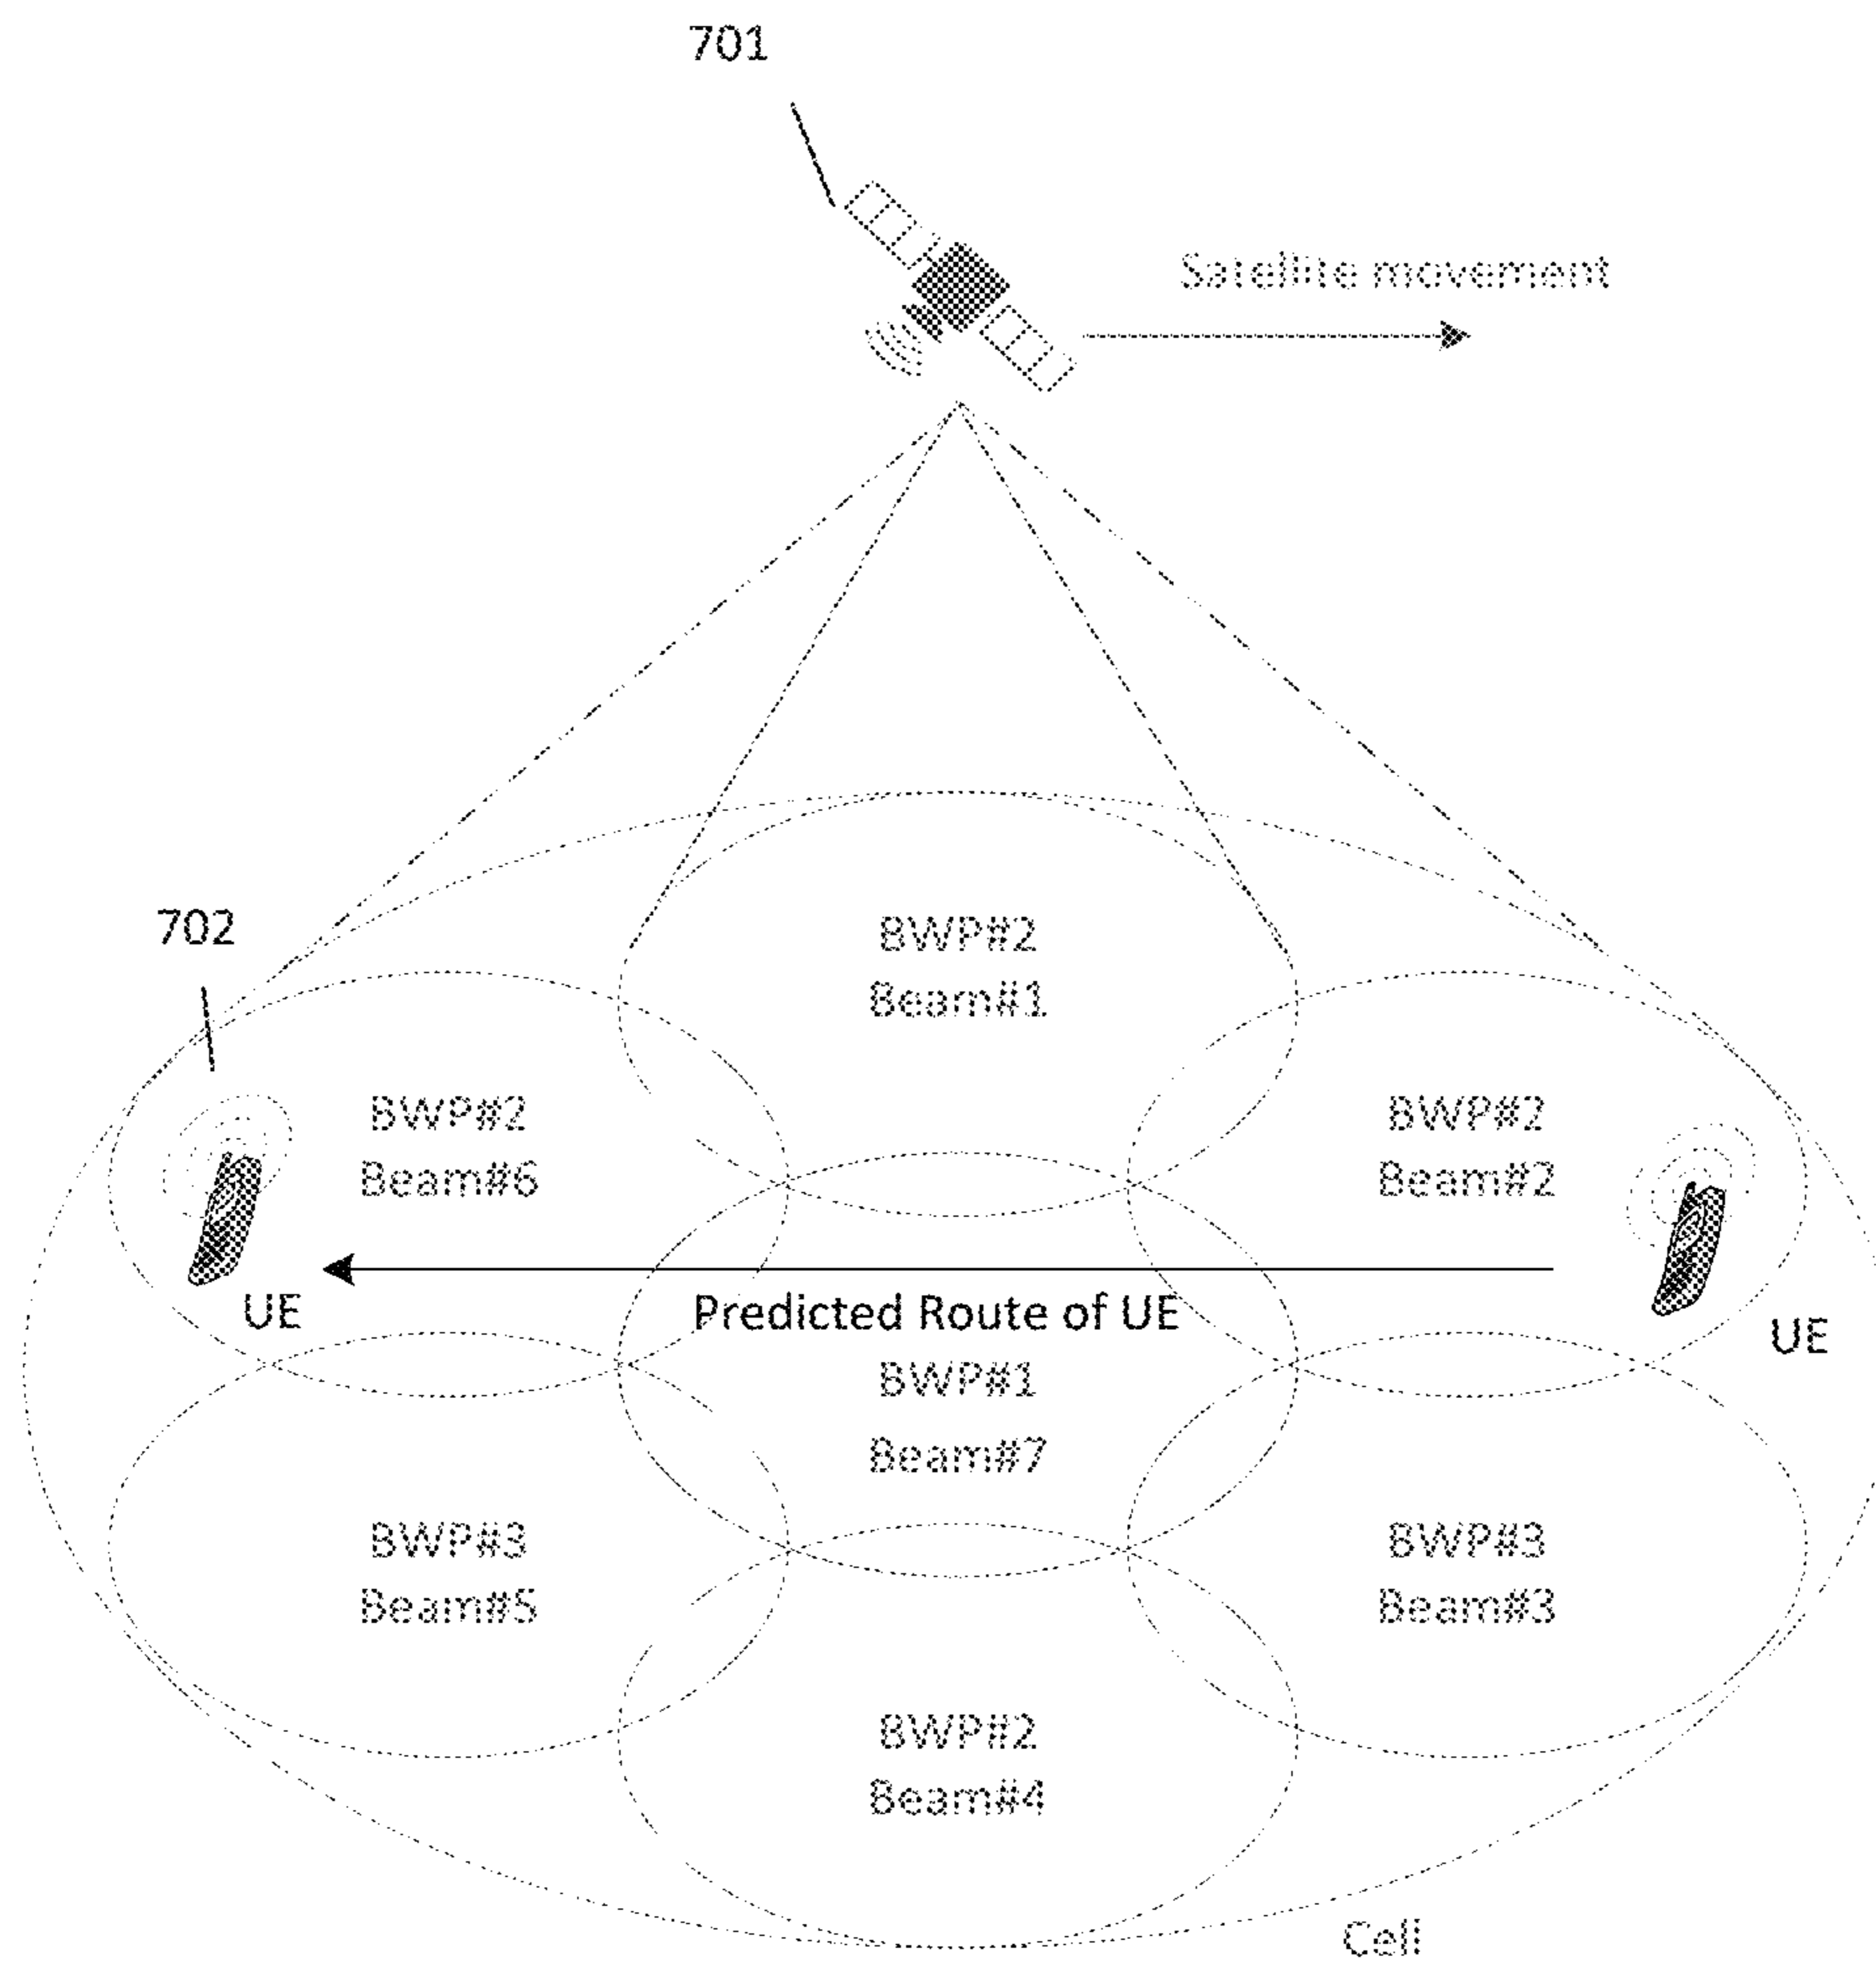 701
Satellite movement
702
BWP#2
Beam#1
BWP#2
Beam#6
BWP#2
Beam#2
UE
Predicted Route of UE
UE
BWP#1
Beam#7
BWP#3
Beam#5
BWP#3
Beam#3
BWP#2
Beam#4
Cell